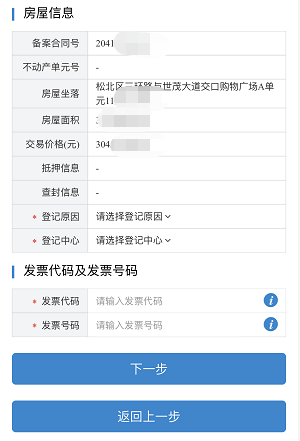 房屋信息
备案合同号 2041
不动产单元号 -
房屋坐落 松北区三环路与世茂大道交口购物广场A单
元11
房屋面积
交易价格(元) 304
抵押信息 -
查封信息 -
* 登记原因 请选择登记原因
* 登记中心 请选择登记中心
发票代码及发票号码
* 发票代码 请输入发票代码 i
* 发票号码 请输入发票号码 i
下一步
返回上一步